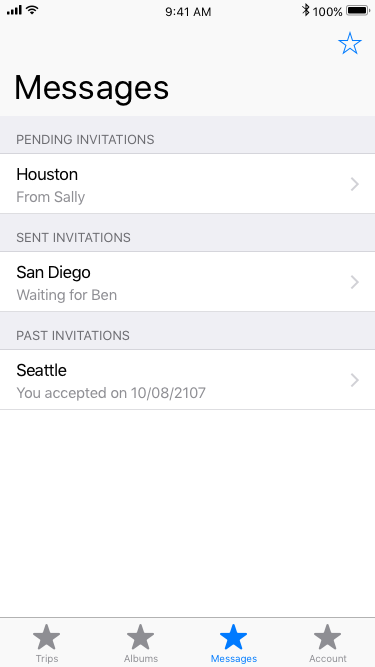 9:41 AM
100%
Messages
PENDING INVITATIONS
Houston
From Sally
SENT INVITATIONS
San Diego
Waiting for Ben
PAST INVITATIONS
Seattle
You accepted on 10/08/2107
Trips
Albums
Messages
Account